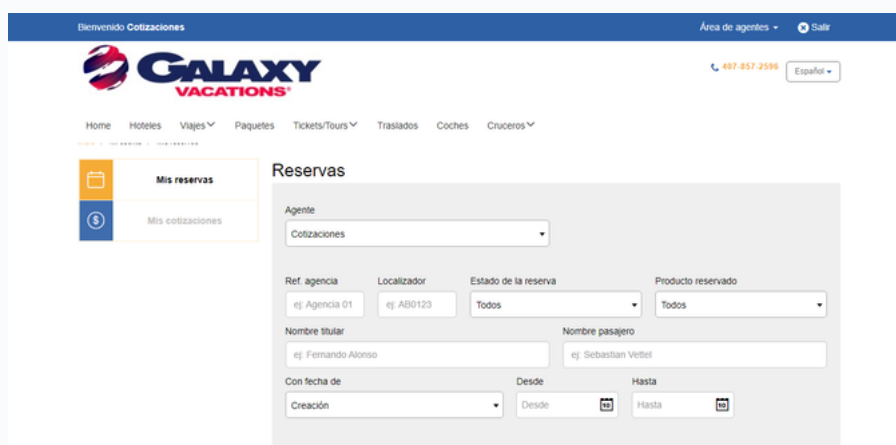 Bienvenido Cotizaciones
Área de agentes
Salir
GALAXY
VACATIONS®
407-857-2596
Español
Home Hoteles Viajes Paquetes Tickets/Tours Traslados Coches Cruceros
Mis reservas
Mis cotizaciones
Reservas
Agente
Cotizaciones
Ref. agencia Localizador Estado de la reserva Producto reservado
ej: Agencia 01 ej: AB0123 Todos Todos
Nombre titular Nombre pasajero
ej: Fernando Alonso ej: Sebastian Vettel
Con fecha de Desde Hasta
Creación Desde Hasta